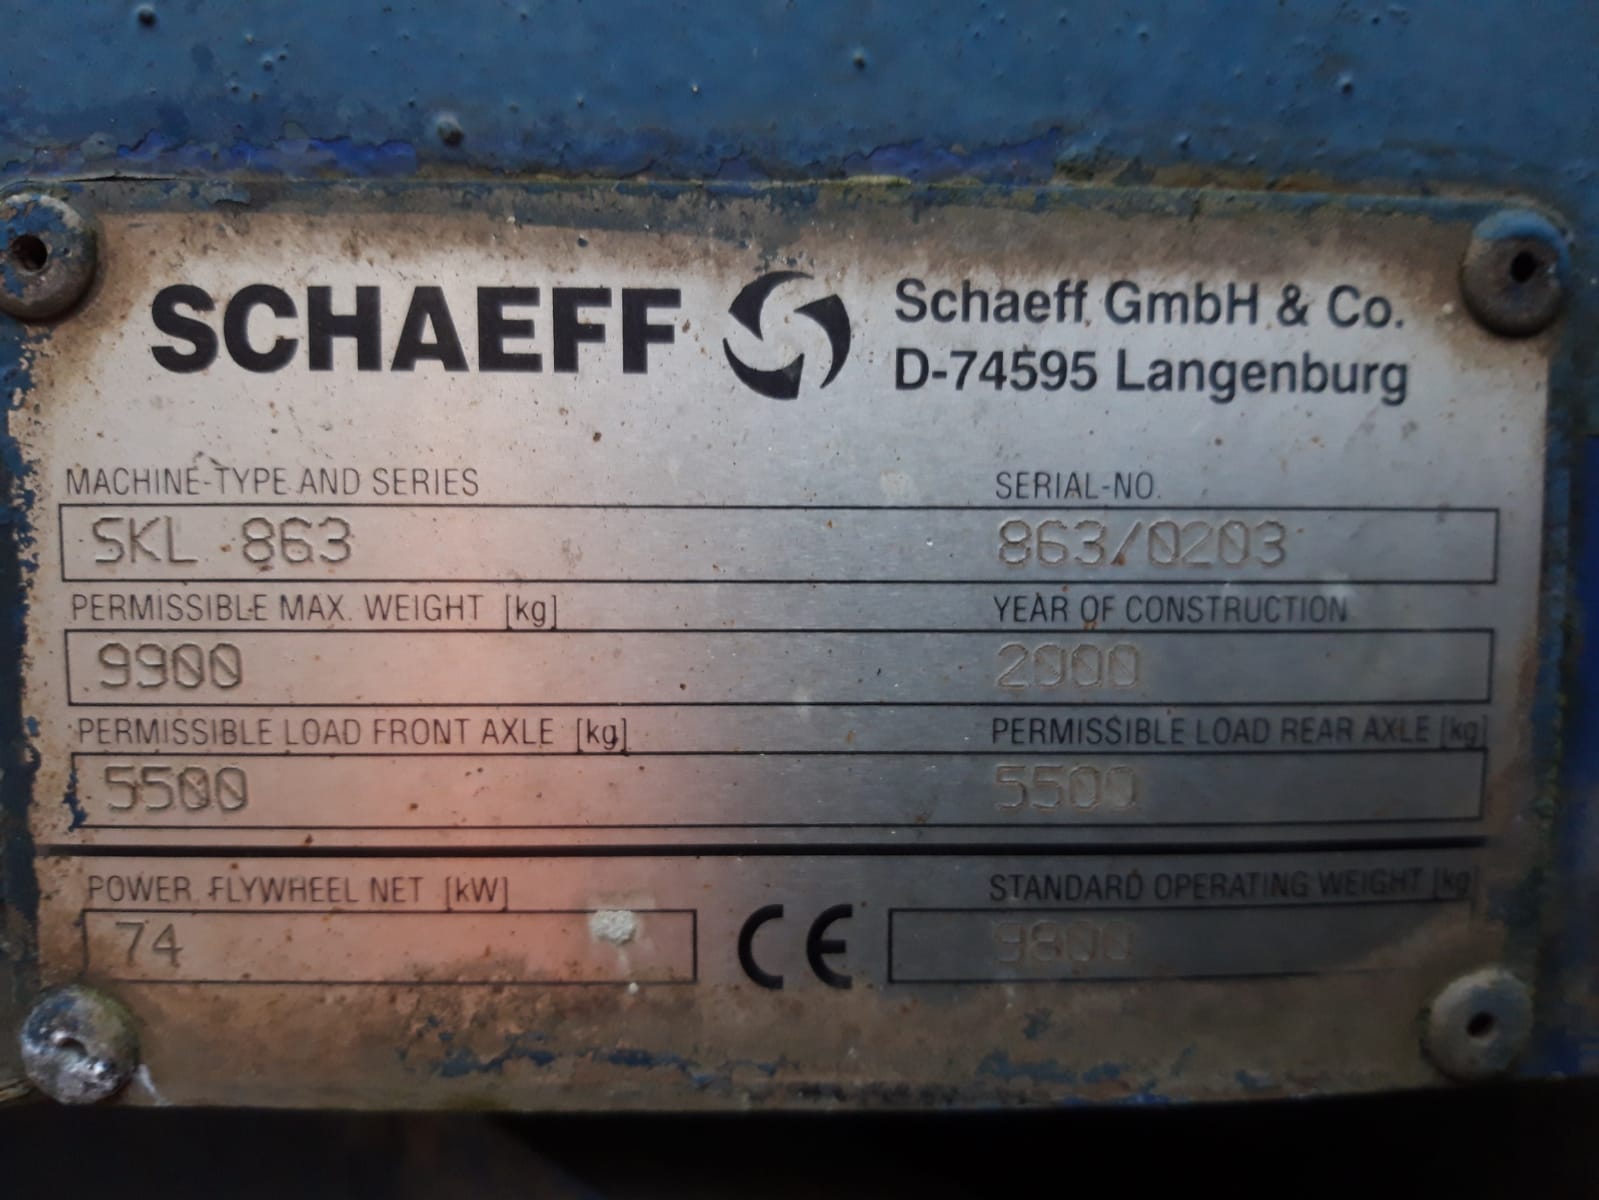 SCHAEFF
Schaeff GmbH & Co.
D-74595 Langenburg
MACHINE-TYPE AND SERIES SERIAL-NO.
SKL 863 863/0203
PERMISSIBLE MAX. WEIGHT [kg] YEAR OF CONSTRUCTION
9900 2000
PERMISSIBLE LOAD FRONT AXLE [kg] PERMISSIBLE LOAD REAR AXLE [kg]
5500 5500
POWER FLYWHEEL NET [kW] STANDARD OPERATING WEIGHT [kg
74 CE 9800